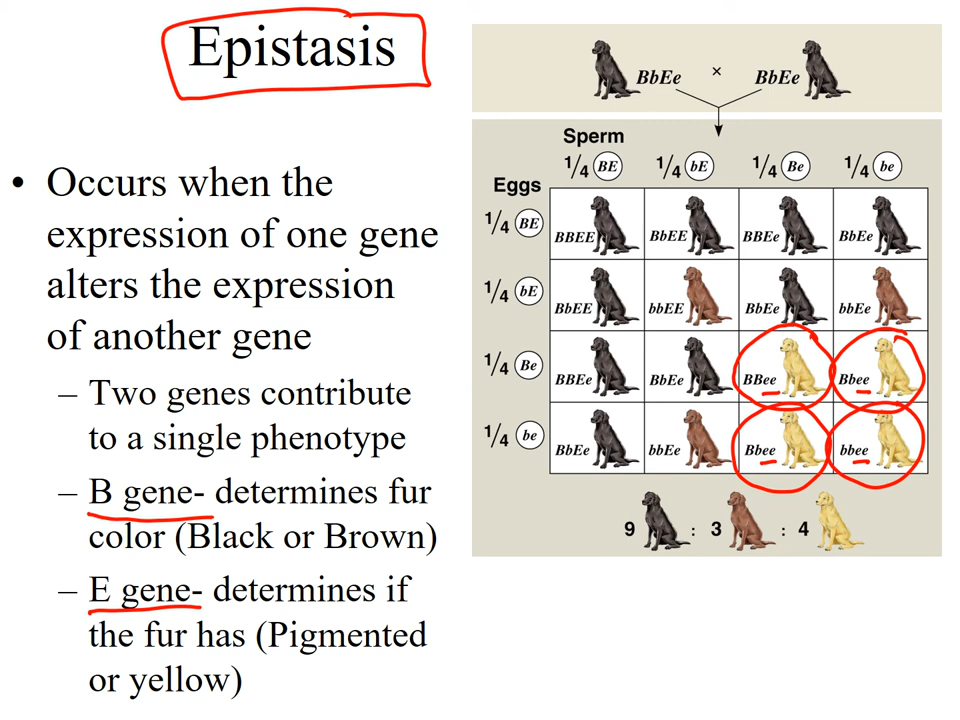 Epistasis
• Occurs when the
expression of one gene
alters the expression
of another gene
– Two genes contribute
to a single phenotype
– B gene- determines fur
color (Black or Brown)
– E gene- determines if
the fur has (Pigmented
or yellow)
BbEe × BbEe
Sperm
1/4 BE 1/4 bE 1/4 Be 1/4 be
Eggs
1/4 BE
BBEE BbEE BBEe BbEe
1/4 bE
BbEE bbEE BbEe bbEe
1/4 Be
BBEe BbEe BBee Bbee
1/4 be
BbEe bbEe Bbee bbee
9 : 3 : 4